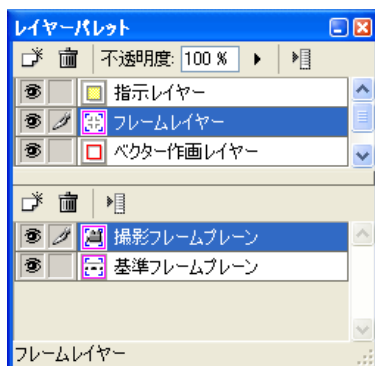 レイヤーパレット
不透明度: 100 %
指示レイヤー
フレームレイヤー
ベクター作画レイヤー
撮影フレームプレーン
基準フレームプレーン
フレームレイヤー